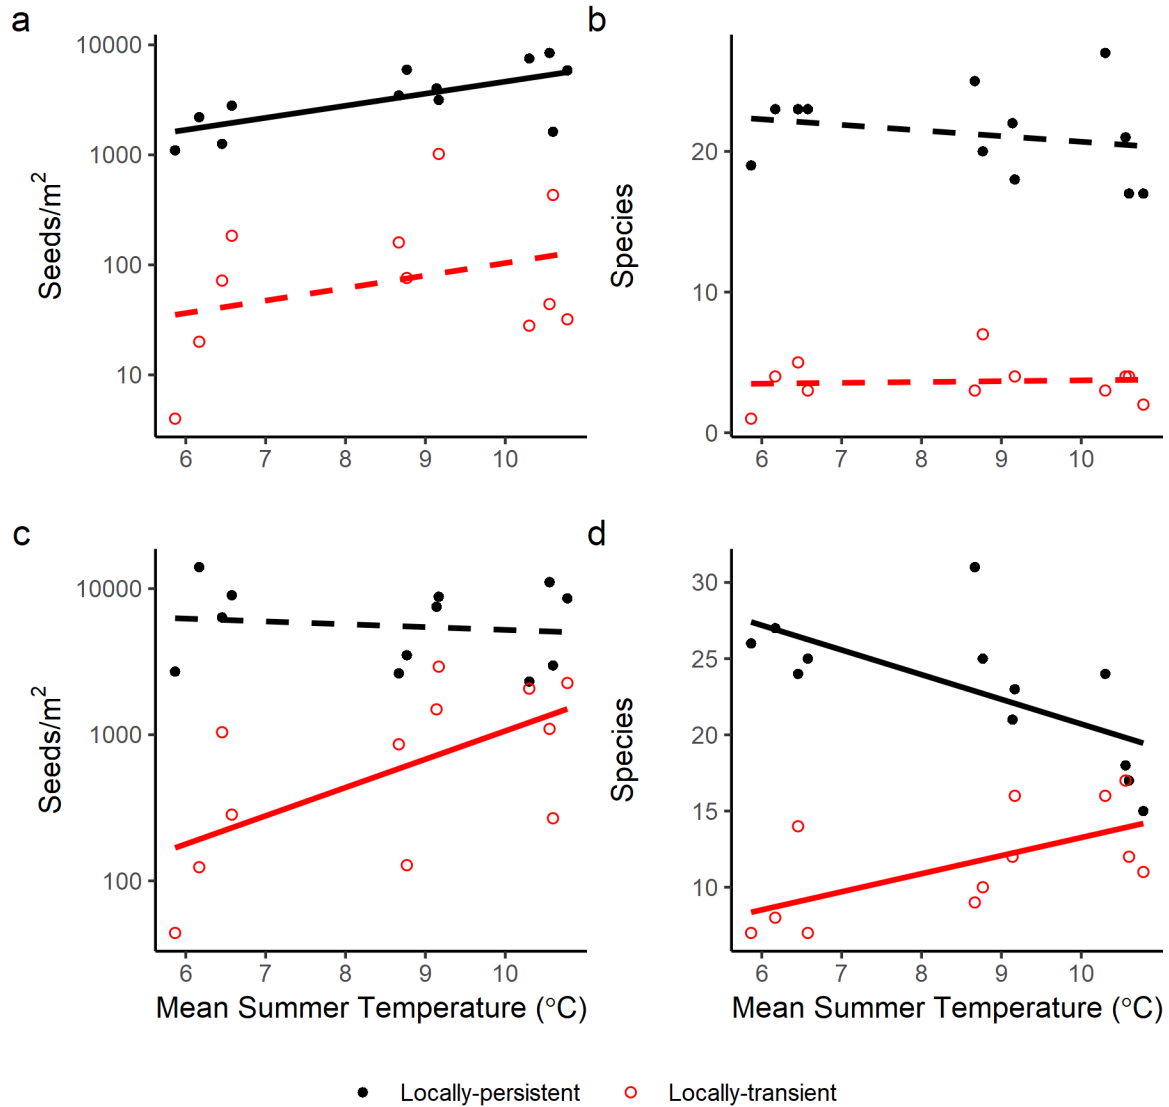 a
b
Seeds/m²
10000
1000
100
10
6 7 8 9 10
Species
20
10
0
6 7 8 9 10
c
d
Seeds/m²
10000
1000
100
6 7 8 9 10
Mean Summer Temperature (°C)
Species
30
25
20
15
10
6 7 8 9 10
Mean Summer Temperature (°C)
Locally-persistent
Locally-transient